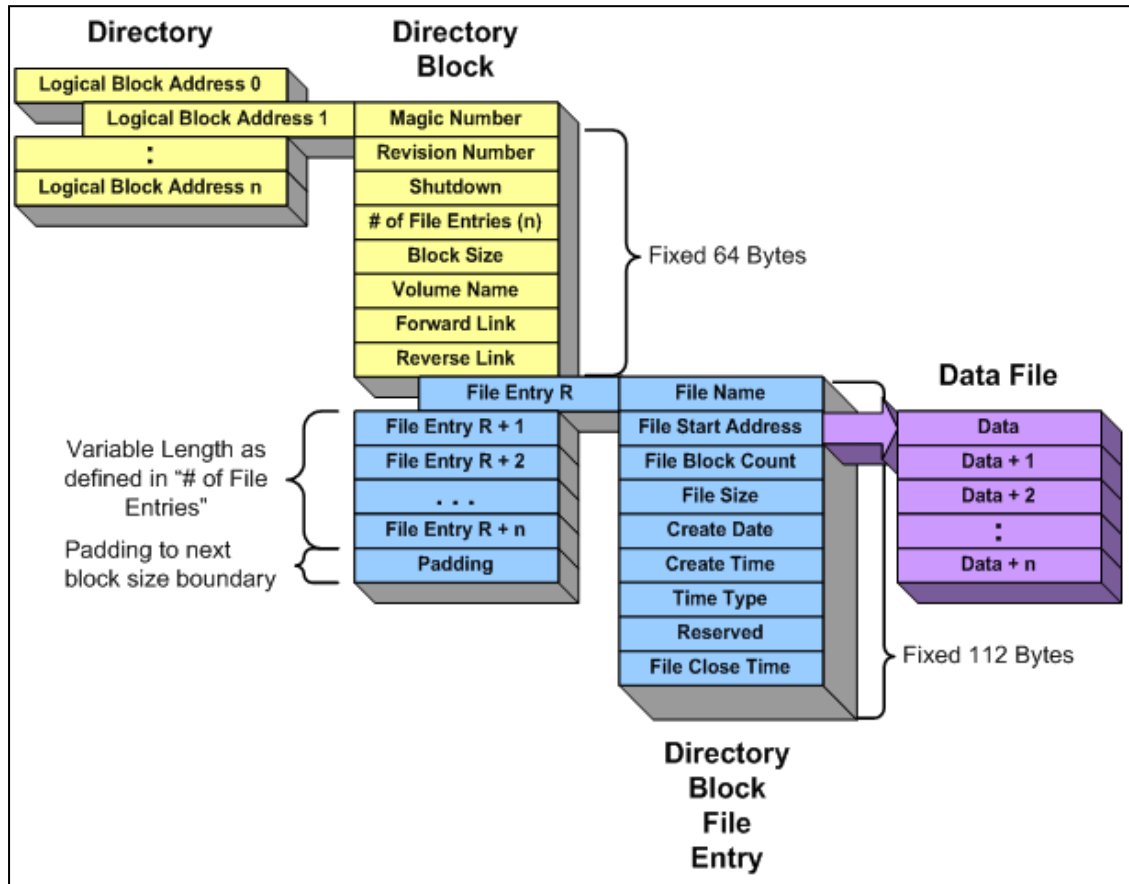 Directory
Logical Block Address 0
Logical Block Address 1
:
Logical Block Address n
Directory
Block
Magic Number
Revision Number
Shutdown
# of File Entries (n)
Block Size
Volume Name
Forward Link
Reverse Link
Fixed 64 Bytes
File Entry R
File Entry R + 1
File Entry R + 2
. . .
File Entry R + n
Padding
Variable Length as
defined in “# of File
Entries”
Padding to next
block size boundary
File Name
File Start Address
File Block Count
File Size
Create Date
Create Time
Time Type
Reserved
File Close Time
Fixed 112 Bytes
Directory
Block
File
Entry
Data File
Data
Data + 1
Data + 2
:
Data + n